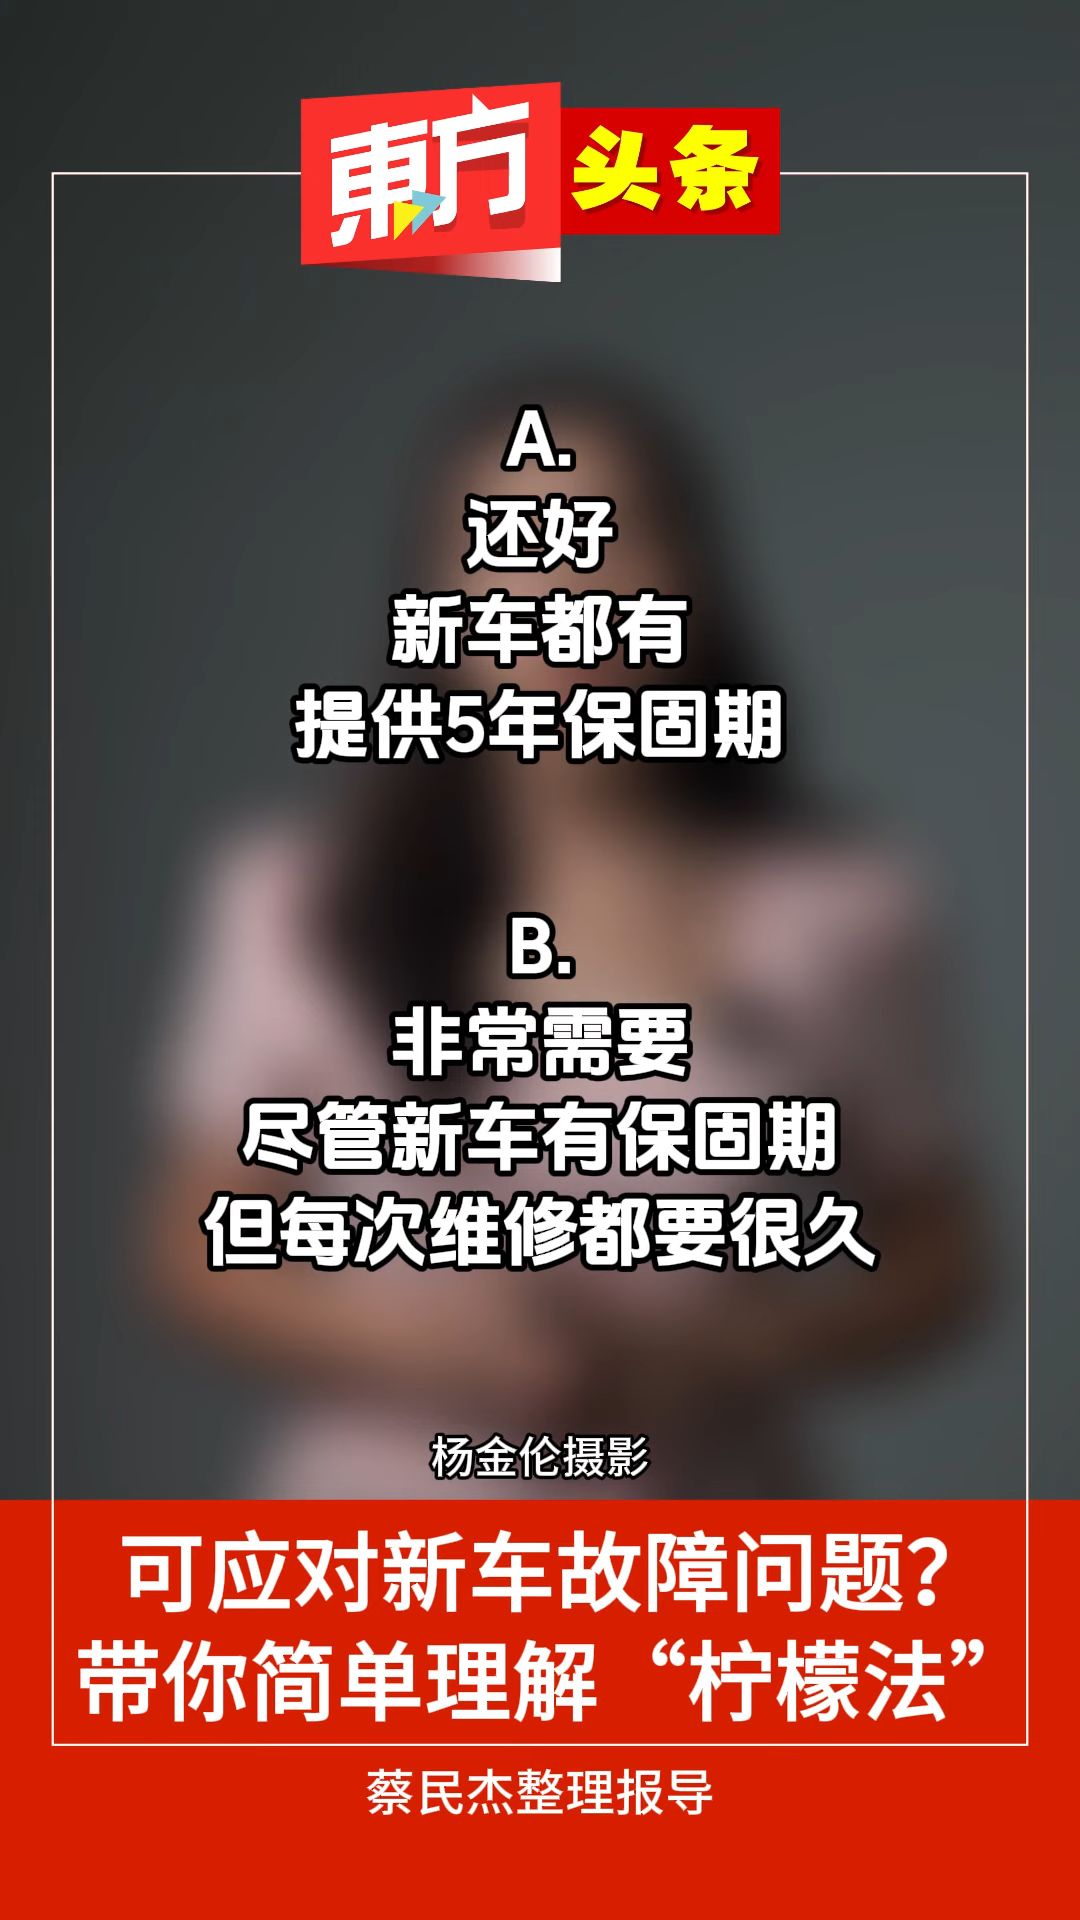 東方 头条
A.
还好
新车都有
提供5年保固期
B.
非常需要
尽管新车有保固期
但每次维修都要很久
杨金伦摄影
可应对新车故障问题?
带你简单理解“柠檬法”
蔡民杰整理报导